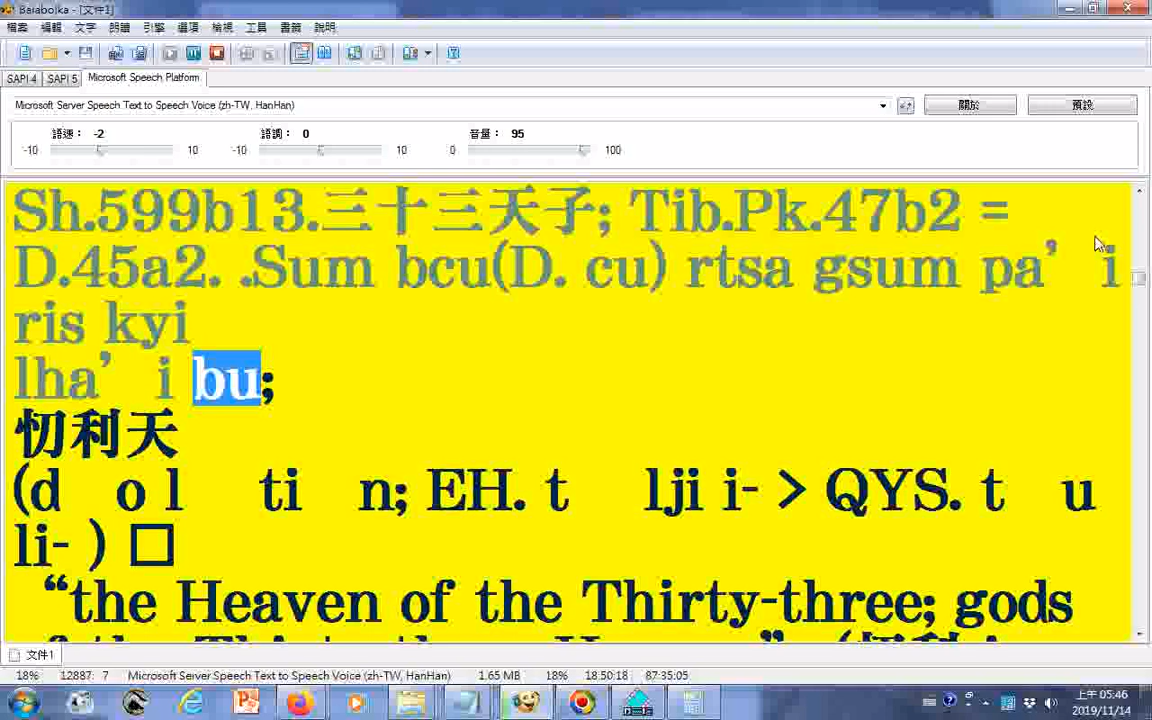 Balabolka - [文件1]
檔案 編輯 文字 朗讀 引擎 選項 檢視 工具 書籤 說明
SAPI 4 SAPI 5 Microsoft Speech Platform
Microsoft Server Speech Text to Speech Voice (zh-TW, HanHan) 關於 預設
語速： -2 語調： 0 音量： 95
-10 10 -10 10 0 100
Sh.599b13.三十三天子; Tib.Pk.47b2 =
D.45a2. .Sum bcu(D. cu) rtsa gsum pa’ i
ris kyi
lha’ i bu;
忉利天
(d o l ti n; EH. t lji i- > QYS. t u
li- ) □
“the Heaven of the Thirty-three; gods
文件1
18% 12887: 7 Microsoft Server Speech Text to Speech Voice (zh-TW, HanHan) 1.65 MB 18% 18:50:18 87:35:05
上午 05:46
2019/11/14